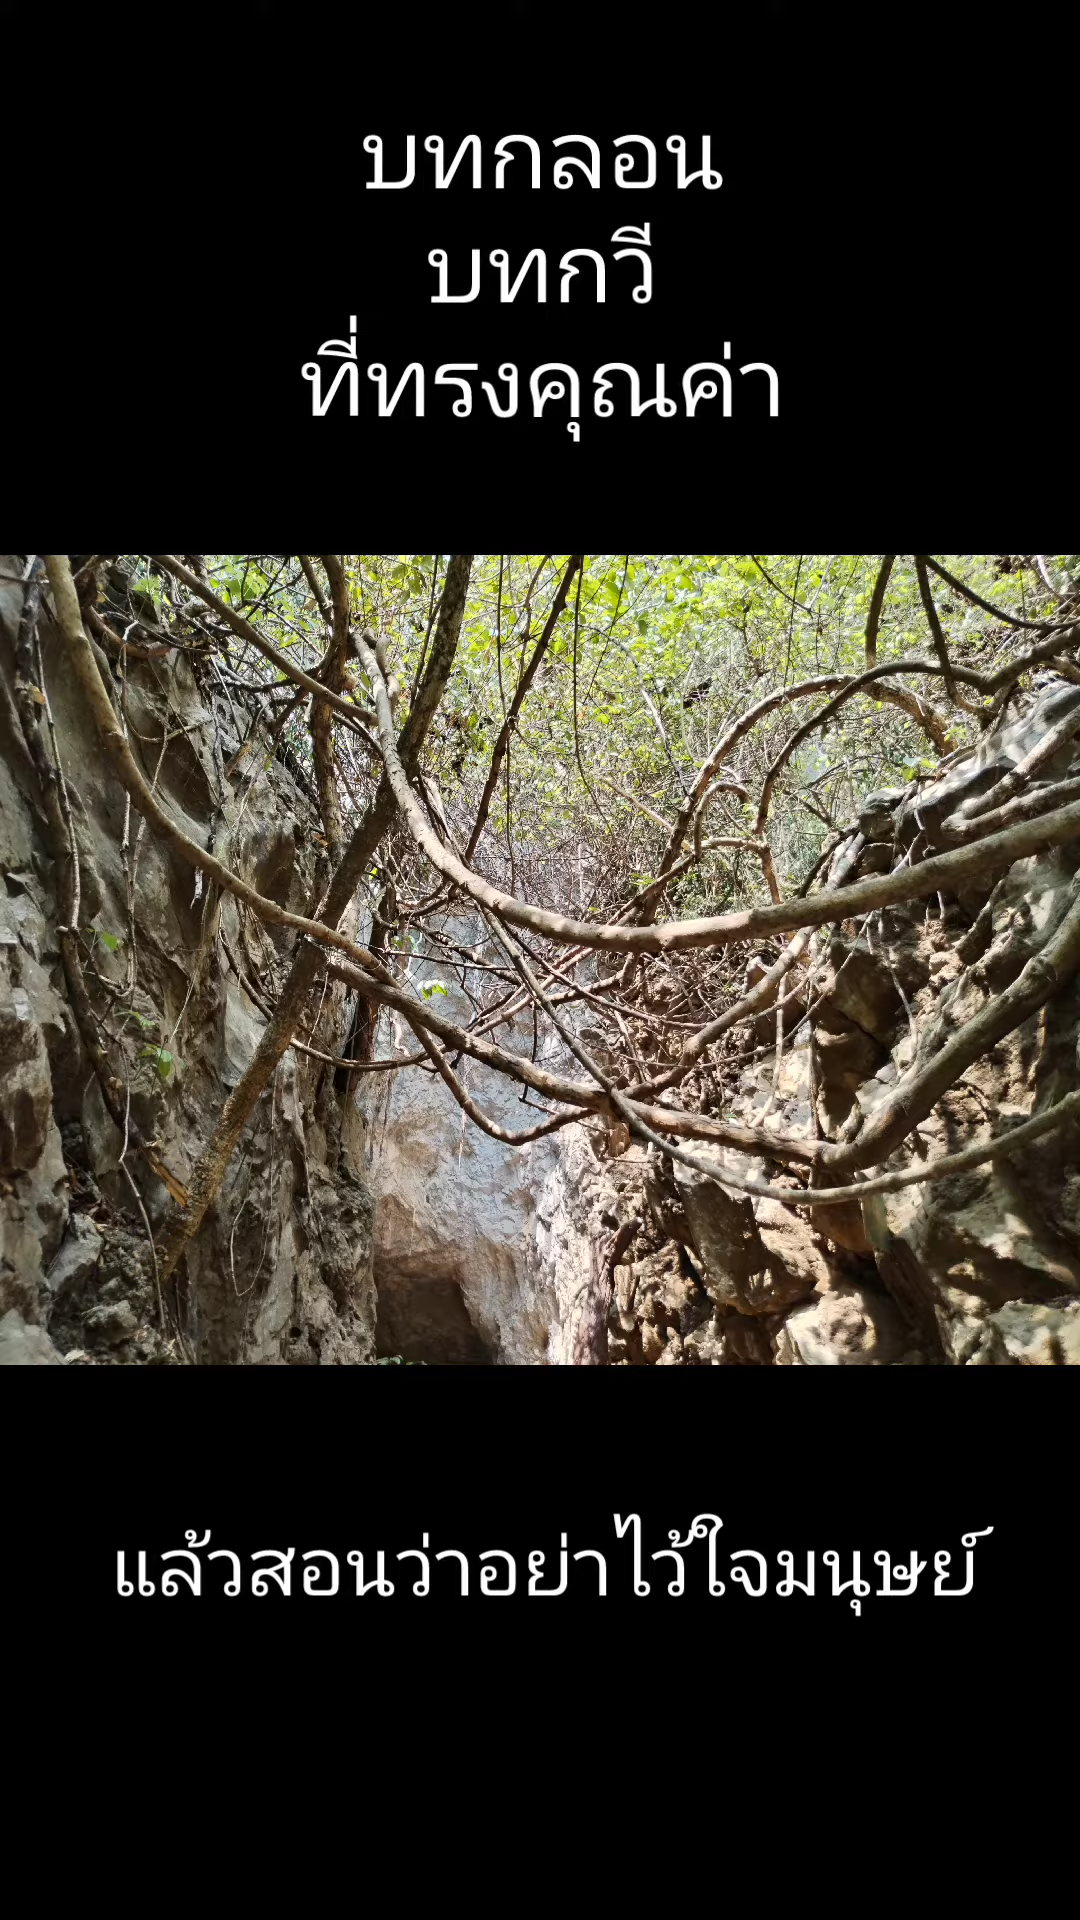 บทกลอน
บทกวี
ที่ทรงคุณค่า
แล้วสอนว่าอย่าไว้ใจมนุษย์